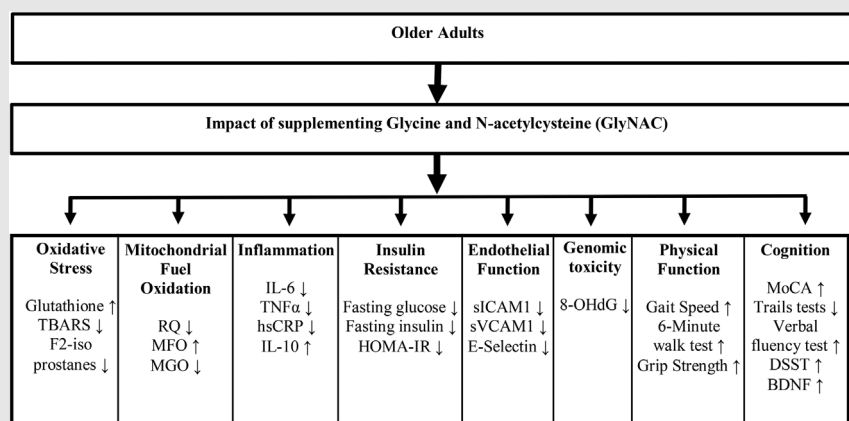 Older Adults
Impact of supplementing Glycine and N-acetylcysteine (GlyNAC)
Oxidative
Stress
Glutathione ↑
TBARS ↓
F2-iso
prostanes ↓
Mitochondrial
Fuel
Oxidation
RQ ↓
MFO ↑
MGO ↓
Inflammation
IL-6 ↓
TNFα ↓
hsCRP ↓
IL-10 ↑
Insulin
Resistance
Fasting glucose ↓
Fasting insulin ↓
HOMA-IR ↓
Endothelial
Function
sICAM1 ↓
sVCAM1 ↓
E-Selectin ↓
Genomic
toxicity
8-OHdG ↓
Physical
Function
Gait Speed ↑
6-Minute
walk test ↑
Grip Strength ↑
Cognition
MoCA ↑
Trails tests ↓
Verbal
fluency test ↑
DSST ↑
BDNF ↑